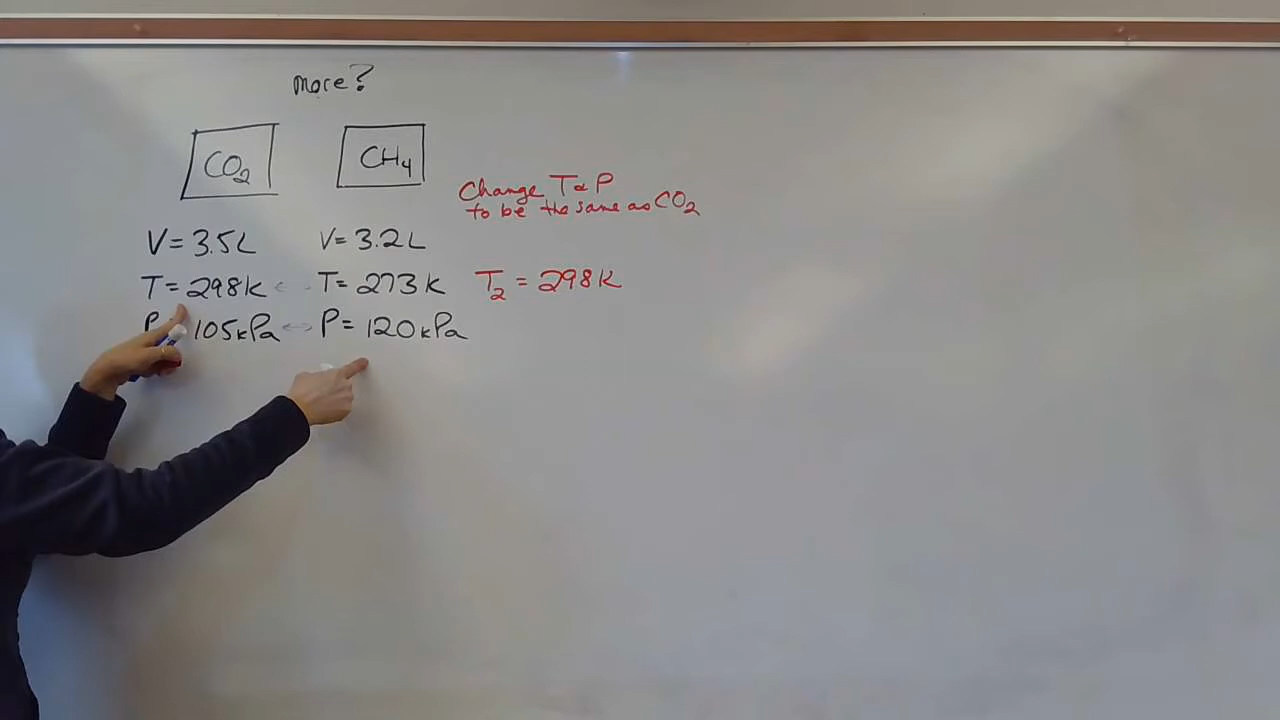 more?
CO2 CH4
Change T & P
to be the same as CO2
V = 3.5L V = 3.2L
T = 298K T = 273K T2 = 298K
P 105kPa ↔ P = 120kPa